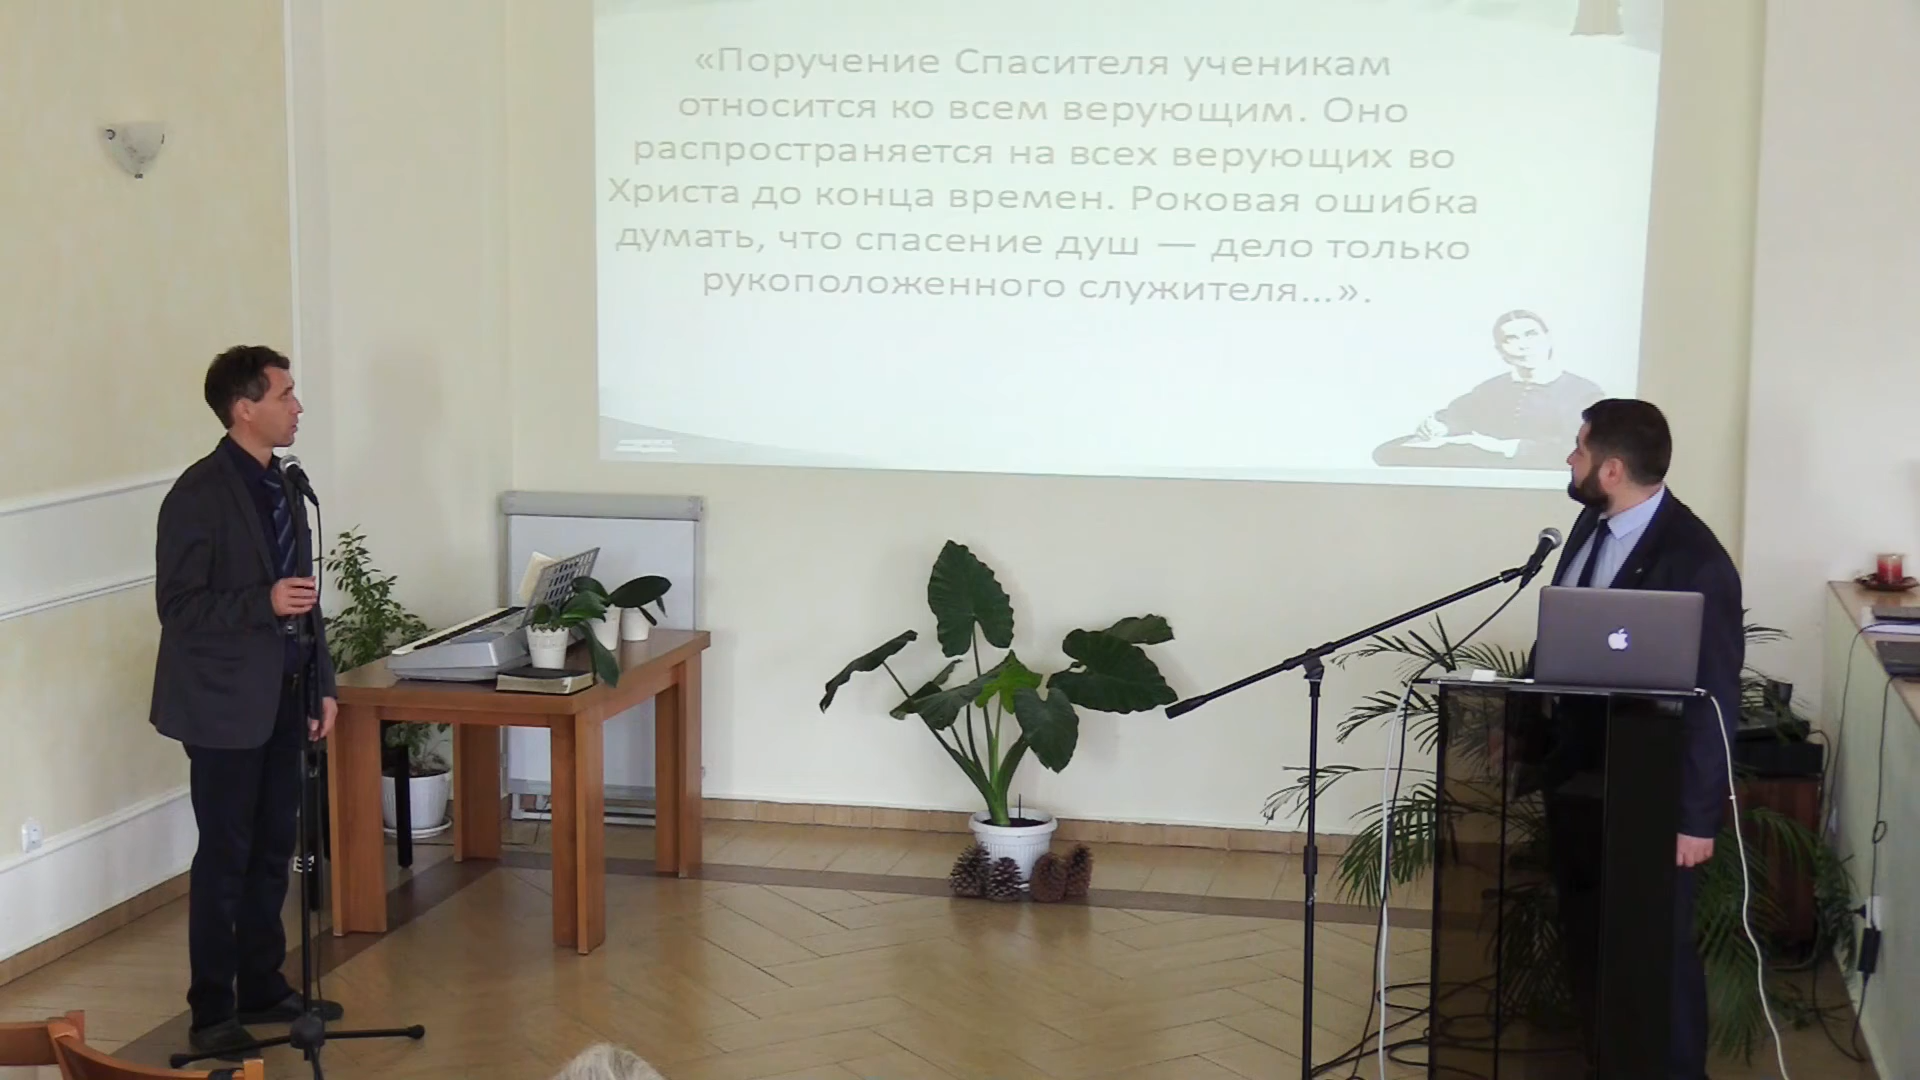 «Поручение Спасителя ученикам
относится ко всем верующим. Оно
распространяется на всех верующих во
Христа до конца времен. Роковая ошибка
думать, что спасение душ — дело только
рукоположенного служителя...».